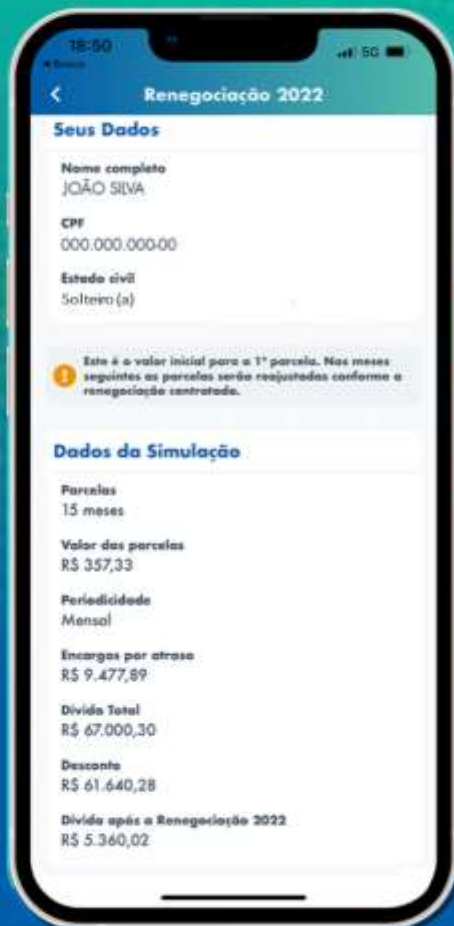 18:50
5G
Renegociação 2022
Seus Dados
Nome completo
JOÃO SILVA
CPF
000.000.000-00
Estado civil
Solteiro(a)
Este é o valor inicial para a 1ª parcela. Nos meses
seguintes as parcelas serão reajustadas conforme a
renegociação contratada.
Dados da Simulação
Parcelas
15 meses
Valor das parcelas
R$ 357,33
Periodicidade
Mensal
Encargos por atraso
R$ 9.477,89
Dívida Total
R$ 67.000,30
Desconto
R$ 61.640,28
Dívida após a Renegociação 2022
R$ 5.360,02